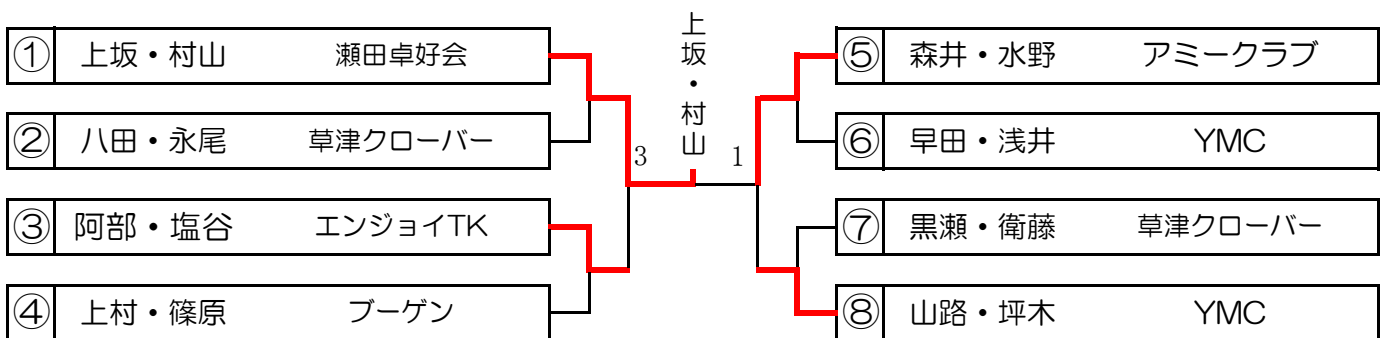 ① 上坂・村山 瀬田卓好会
② 八田・永尾 草津クローバー
③ 阿部・塩谷 エンジョイTK
④ 上村・篠原 ブーゲン
上坂・村山
3
1
⑤ 森井・水野 アミークラブ
⑥ 早田・浅井 YMC
⑦ 黒瀬・衛藤 草津クローバー
⑧ 山路・坪木 YMC